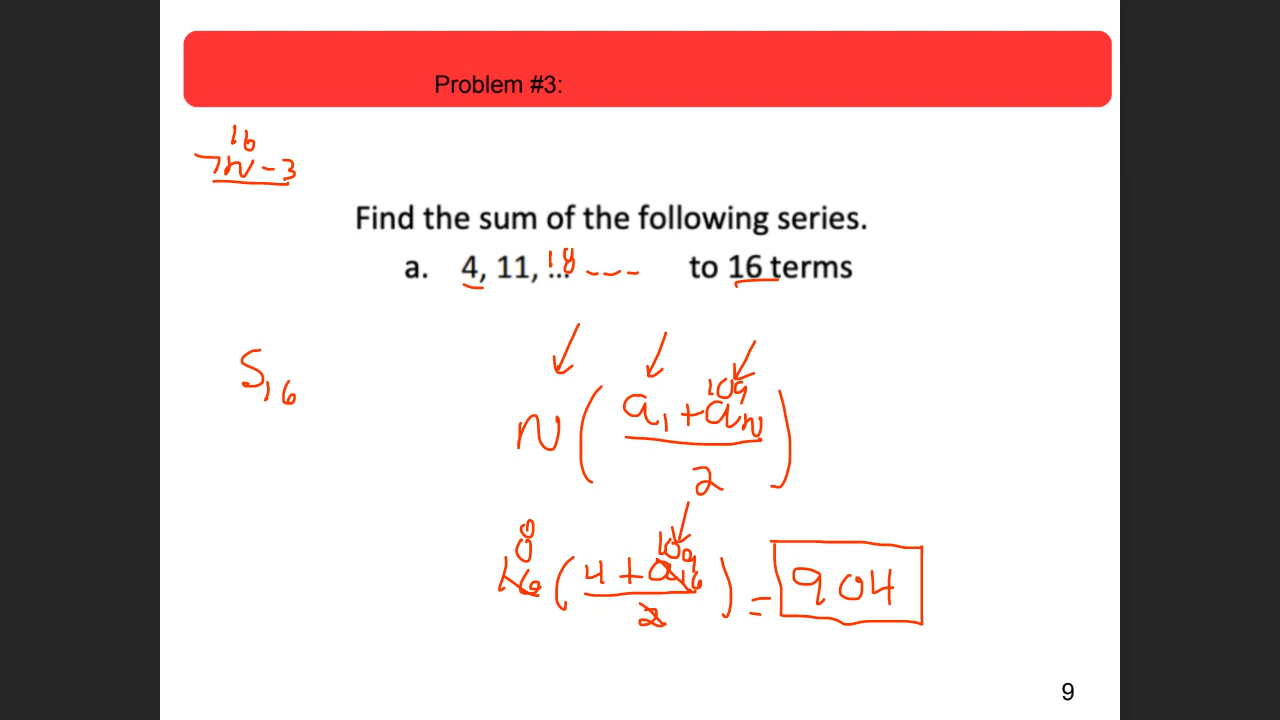 Problem #3:
16
7n - 3
Find the sum of the following series.
a. 4, 11, ... 18 --- to 16 terms
S16
109
n ( a1 + an / 2 )
8 109
16 ( 4 + a16 / 2 ) = 904
9